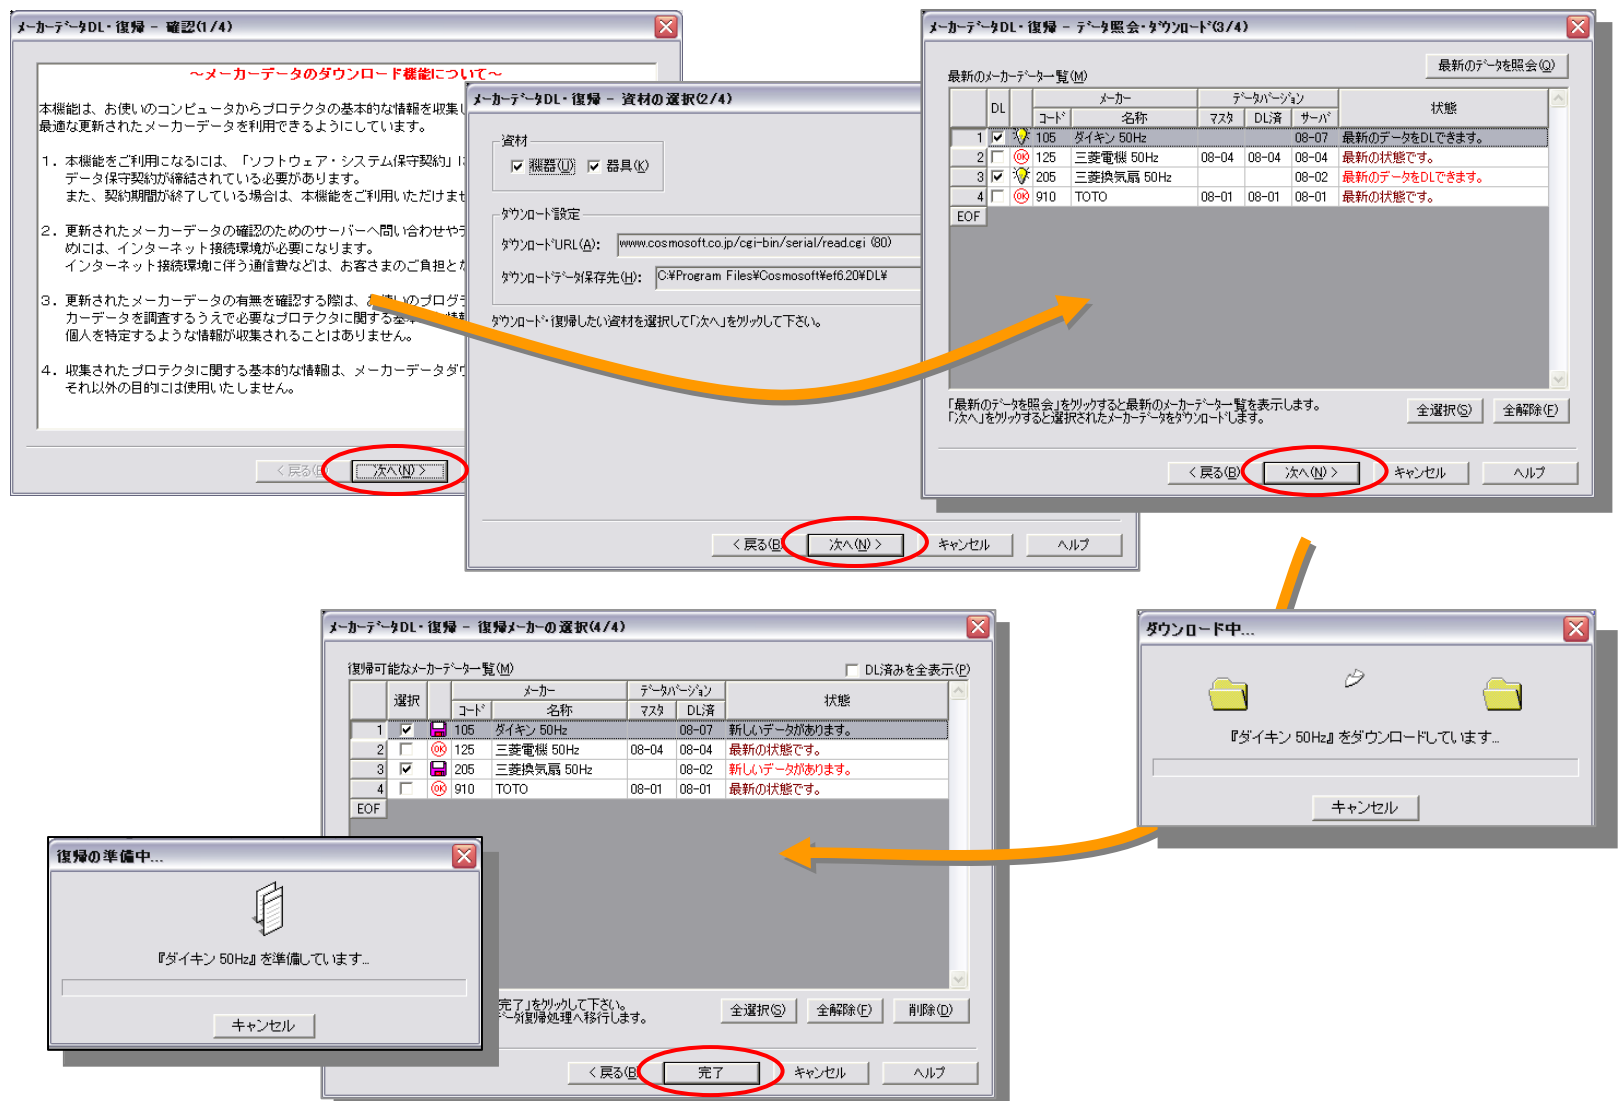 メーカーデータDL・復帰 - 確認(1/4)
～メーカーデータのダウンロード機能について～
本機能は、お使いのコンピュータからプロテクタの基本的な情報を収集し
最適な更新されたメーカーデータを利用できるようにしています。
1. 本機能をご利用になるには、「ソフトウェア・システム保守契約」
データ保守契約が締結されている必要があります。
また、契約期間が終了している場合は、本機能をご利用いただけませ
2. 更新されたメーカーデータの確認のためのサーバーへ問い合わせや
めには、インターネット接続環境が必要になります。
インターネット接続環境に伴う通信費などは、お客さまのご負担と
3. 更新されたメーカーデータの有無を確認する際は、お使いのプログ
カーデータを調査するうえで必要なプロテクタに関する基本
個人を特定するような情報が収集されることはありません。
4. 収集されたプロテクタに関する基本的な情報は、メーカーデータダ
それ以外の目的には使用いたしません。
< 戻る(B
次へ(N) >
メーカーデータDL・復帰 - 資材の選択(2/4)
資材
機器(U) 器具(K)
ダウンロード設定
ダウンロードURL(A): www.cosmosoft.co.jp/cgi-bin/serial/read.cgi (80)
ダウンロードデータ保存先(H): C:¥Program Files¥Cosmosoft¥ef6.20¥DL¥
ダウンロード・復帰したい資材を選択して「次へ」をクリックして下さい。
< 戻る(B 次へ(N) > キャンセル ヘルプ
メーカーデータDL・復帰 - データ照会・ダウンロード(3/4)
最新のデータを照会(Q)
最新のメーカーデータ一覧(M)
DL メーカー データバージョン 状態
コード 名称 マスタ DL済 サーバ
1 105 ダイキン 50Hz 08-07 最新のデータをDLできます。
2 OK 125 三菱電機 50Hz 08-04 08-04 08-04 最新の状態です。
3 205 三菱換気扇 50Hz 08-02 最新のデータをDLできます。
4 OK 910 TOTO 08-01 08-01 08-01 最新の状態です。
EOF
「最新のデータを照会」をクリックすると最新のメーカーデータ一覧を表示します。
「次へ」をクリックすると選択されたメーカーデータをダウンロードします。
全選択(S) 全解除(F)
< 戻る(B) 次へ(N) > キャンセル ヘルプ
ダウンロード中...
『ダイキン 50Hz』 をダウンロードしています...
キャンセル
メーカーデータDL・復帰 - 復帰メーカーの選択(4/4)
復帰可能なメーカーデータ一覧(M) DL済みを全表示(P)
選択 メーカー データバージョン 状態
コード 名称 マスタ DL済
1 105 ダイキン 50Hz 08-07 新しいデータがあります。
2 OK 125 三菱電機 50Hz 08-04 08-04 最新の状態です。
3 205 三菱換気扇 50Hz 08-02 新しいデータがあります。
4 OK 910 TOTO 08-01 08-01 最新の状態です。
EOF
完了」をクリックして下さい。
データ復帰処理へ移行します。
全選択(S) 全解除(F) 削除(D)
< 戻る(B 完了 キャンセル ヘルプ
復帰の準備中...
『ダイキン 50Hz』 を準備しています...
キャンセル